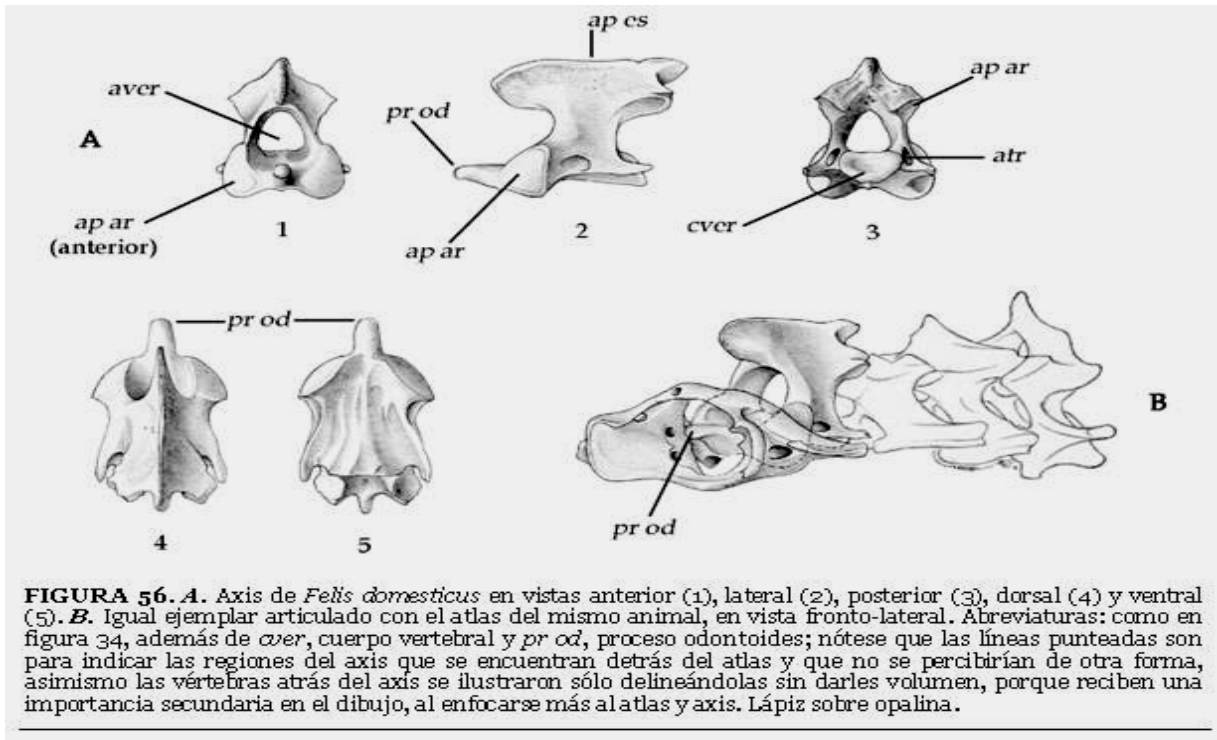 ap cs
avcr
pr od
ap ar
A
atr
ap ar
(anterior)
1
ap ar
2
cvcr
3
pr od
B
pr od
4
5
FIGURA 56. A. Axis de Felis domesticus en vistas anterior (1), lateral (2), posterior (3), dorsal (4) y ventral
(5). B. Igual ejemplar articulado con el atlas del mismo animal, en vista fronto-lateral. Abreviaturas: como en
figura 34, además de cver, cuerpo vertebral y pr od, proceso odontoides; nótese que las líneas punteadas son
para indicar las regiones del axis que se encuentran detrás del atlas y que no se percibirían de otra forma,
asimismo las vértebras atrás del axis se ilustraron sólo delineándolas sin darles volumen, porque reciben una
importancia secundaria en el dibujo, al enfocarse más al atlas y axis. Lápiz sobre opalina.